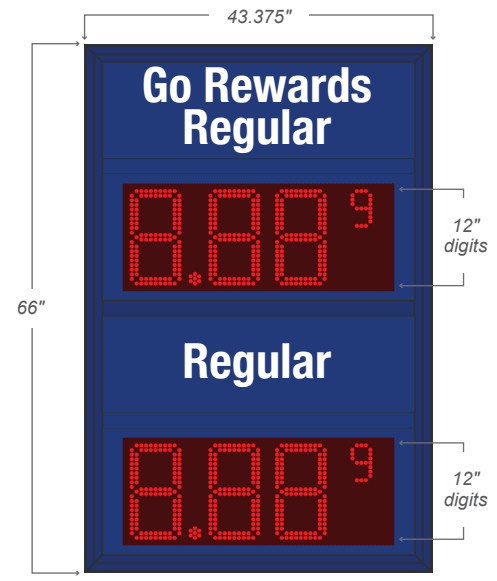 43.375"
Go Rewards
Regular
8.88 9
12"
digits
66"
Regular
8.88 9
12"
digits